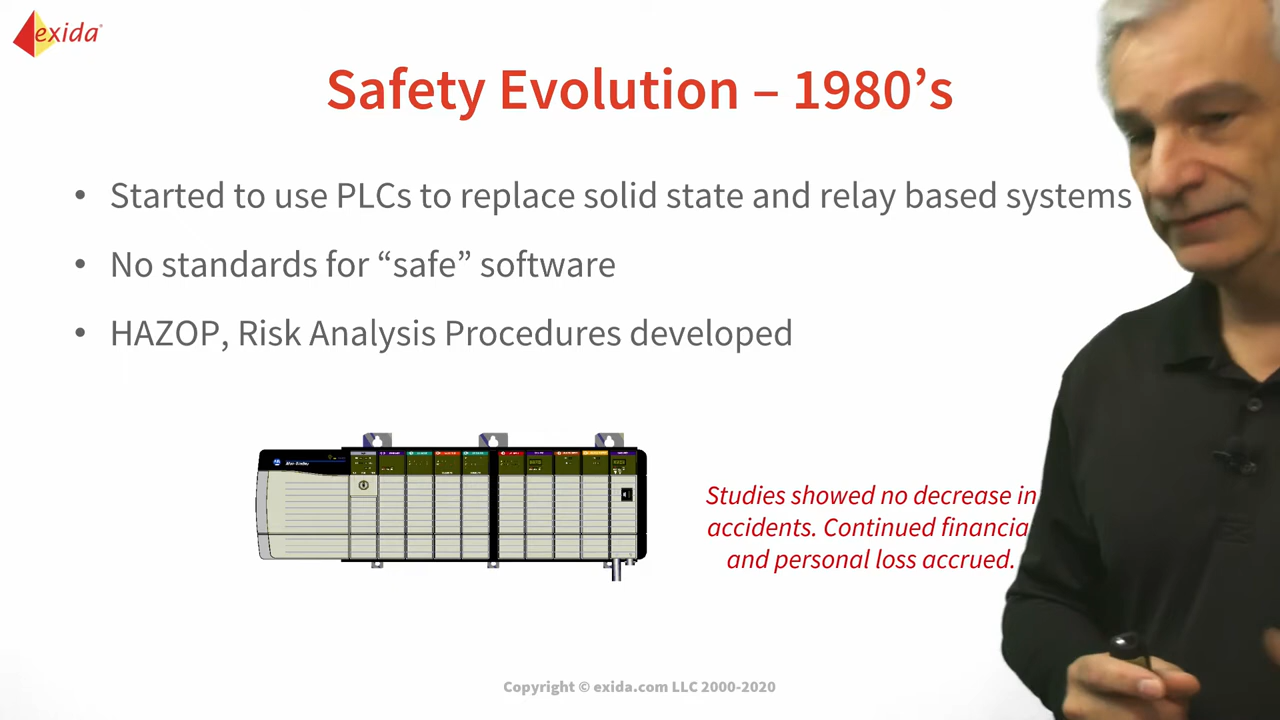 exida
Safety Evolution – 1980’s
• Started to use PLCs to replace solid state and relay based systems
• No standards for “safe” software
• HAZOP, Risk Analysis Procedures developed
Studies showed no decrease in
accidents. Continued financia
and personal loss accrued.
Copyright © exida.com LLC 2000-2020